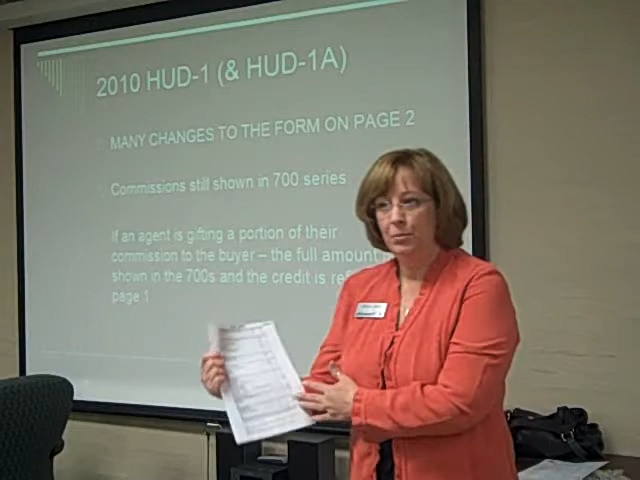 2010 HUD-1 (& HUD-1A)
MANY CHANGES TO THE FORM ON PAGE 2
Commissions still shown in 700 series
If an agent is gifting a portion of their
commission to the buyer – the full amount
shown in the 700s and the credit is
page 1